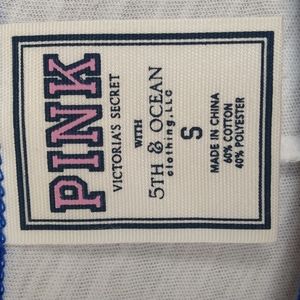 PINK
VICTORIA'S SECRET
WITH
5TH & OCEAN
clothing, LLC
S
MADE IN CHINA
60% COTTON
40% POLYESTER